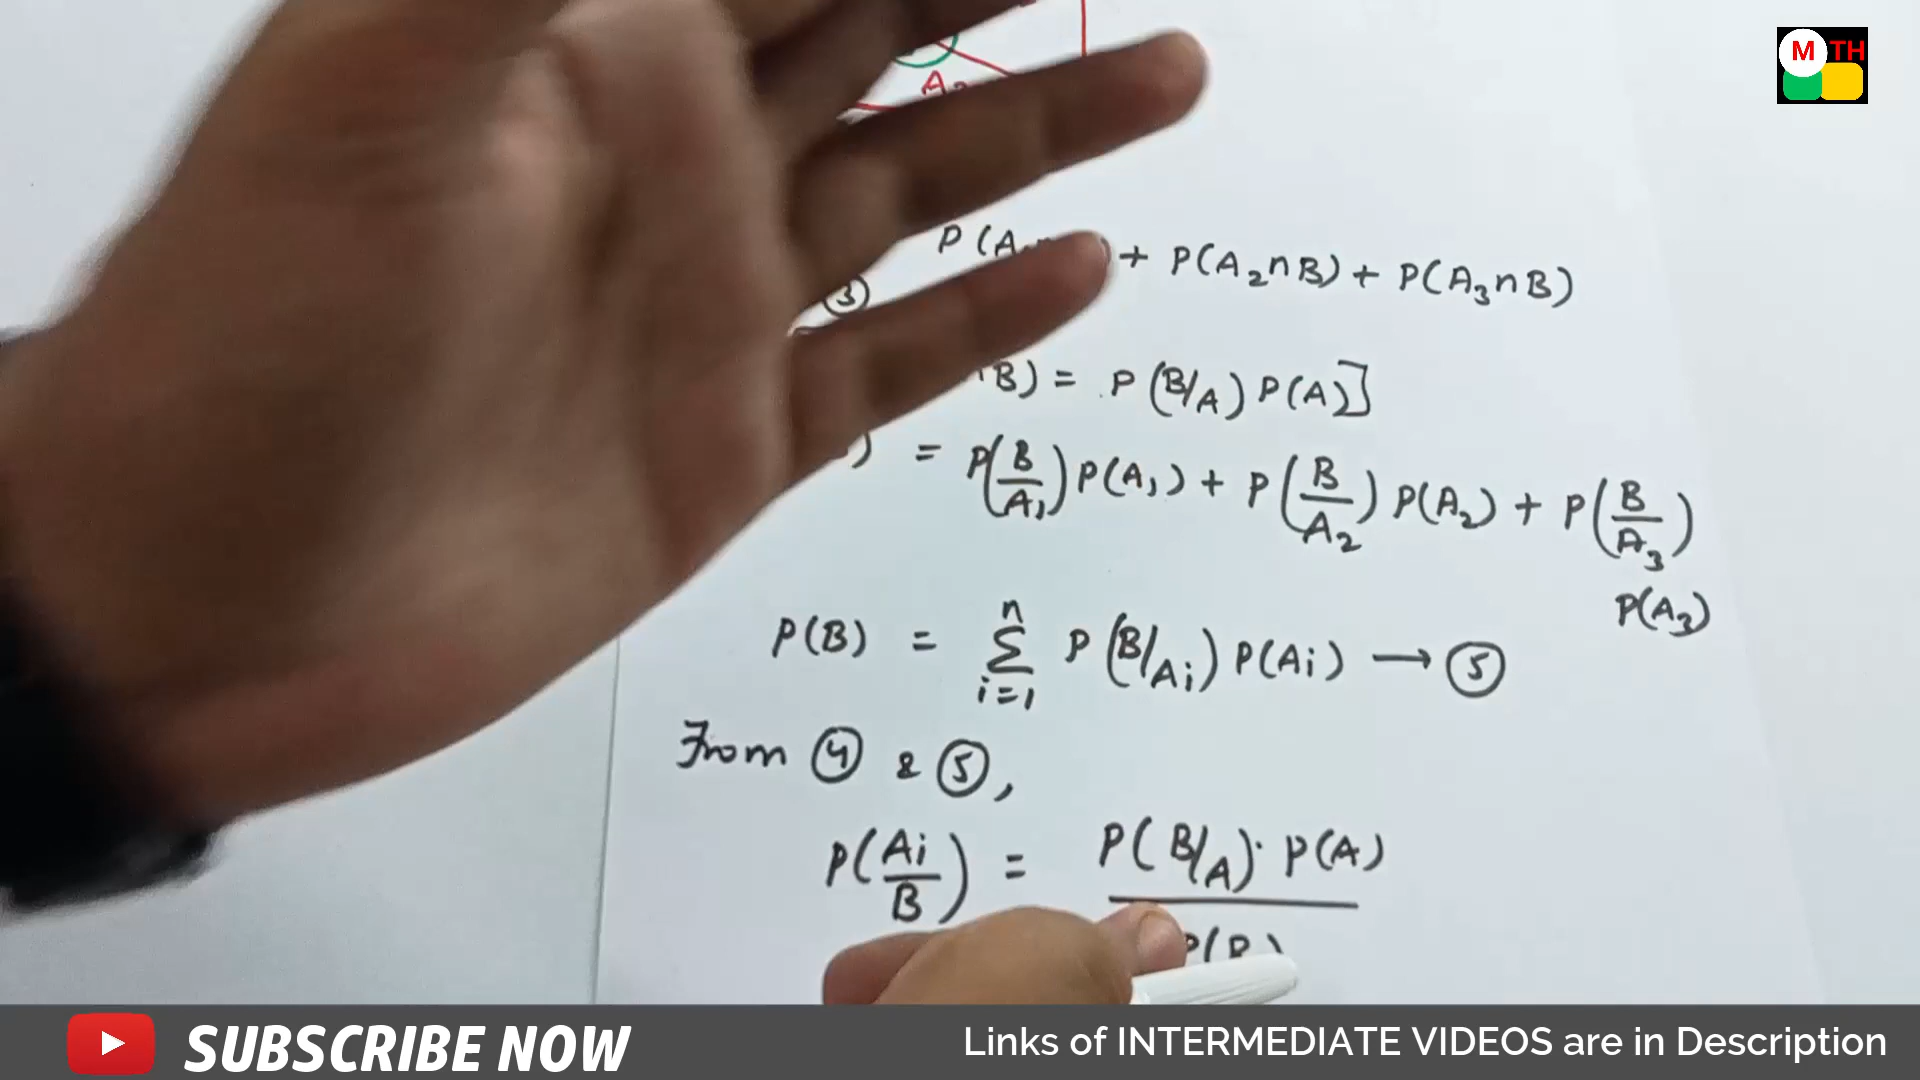 M TH
P(A + P(A₂∩B) + P(A₃∩B)
③
B) = P(B/A) P(A)]
) = P(B/A₁) P(A₁) + P(B/A₂) P(A₂) + P(B/A₃)
P(A₃)
P(B) = n Σ i=1 P(B/Ai) P(Ai) → ⑤
From ④ & ⑤,
P(Ai/B) = P(B/A)· P(A)
P(B)
SUBSCRIBE NOW
Links of INTERMEDIATE VIDEOS are in Description